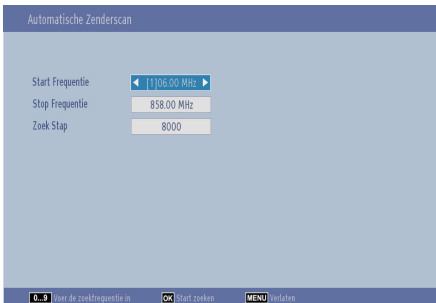 Automatische Zenderscan
Start Frequentie [1]06.00 MHz
Stop Frequentie 858.00 MHz
Zoek Stap 8000
0...9 Voer de zoekfrequentie in OK Start zoeken MENU Verlaten